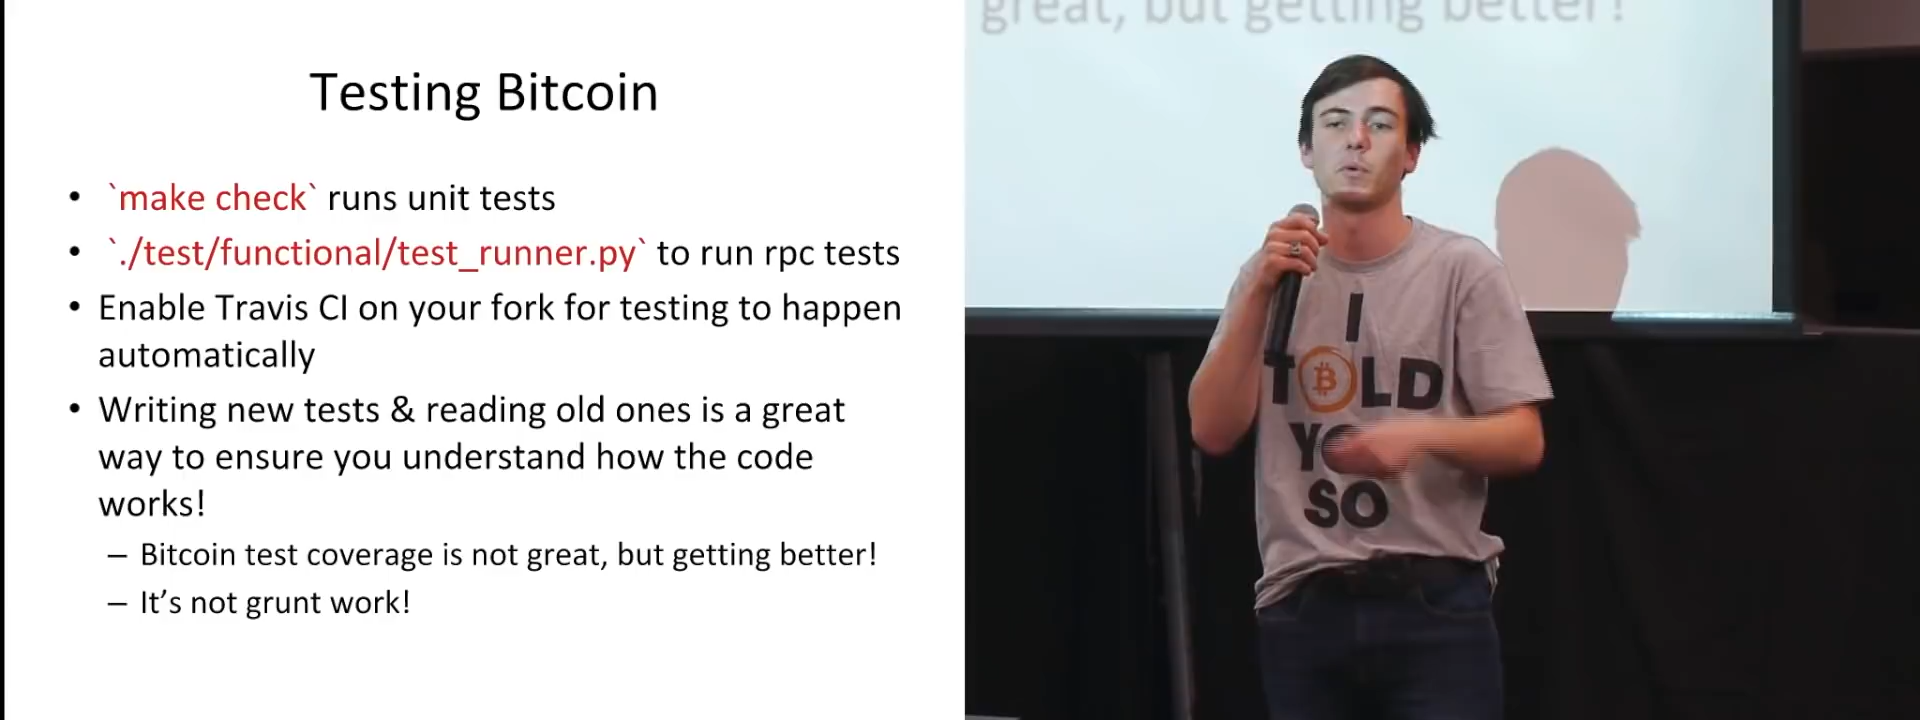 Testing Bitcoin
• `make check` runs unit tests
• `./test/functional/test_runner.py` to run rpc tests
• Enable Travis CI on your fork for testing to happen
automatically
• Writing new tests & reading old ones is a great
way to ensure you understand how the code
works!
– Bitcoin test coverage is not great, but getting better!
– It's not grunt work!
great, but getting better!
I
T₿LD
YO
SO